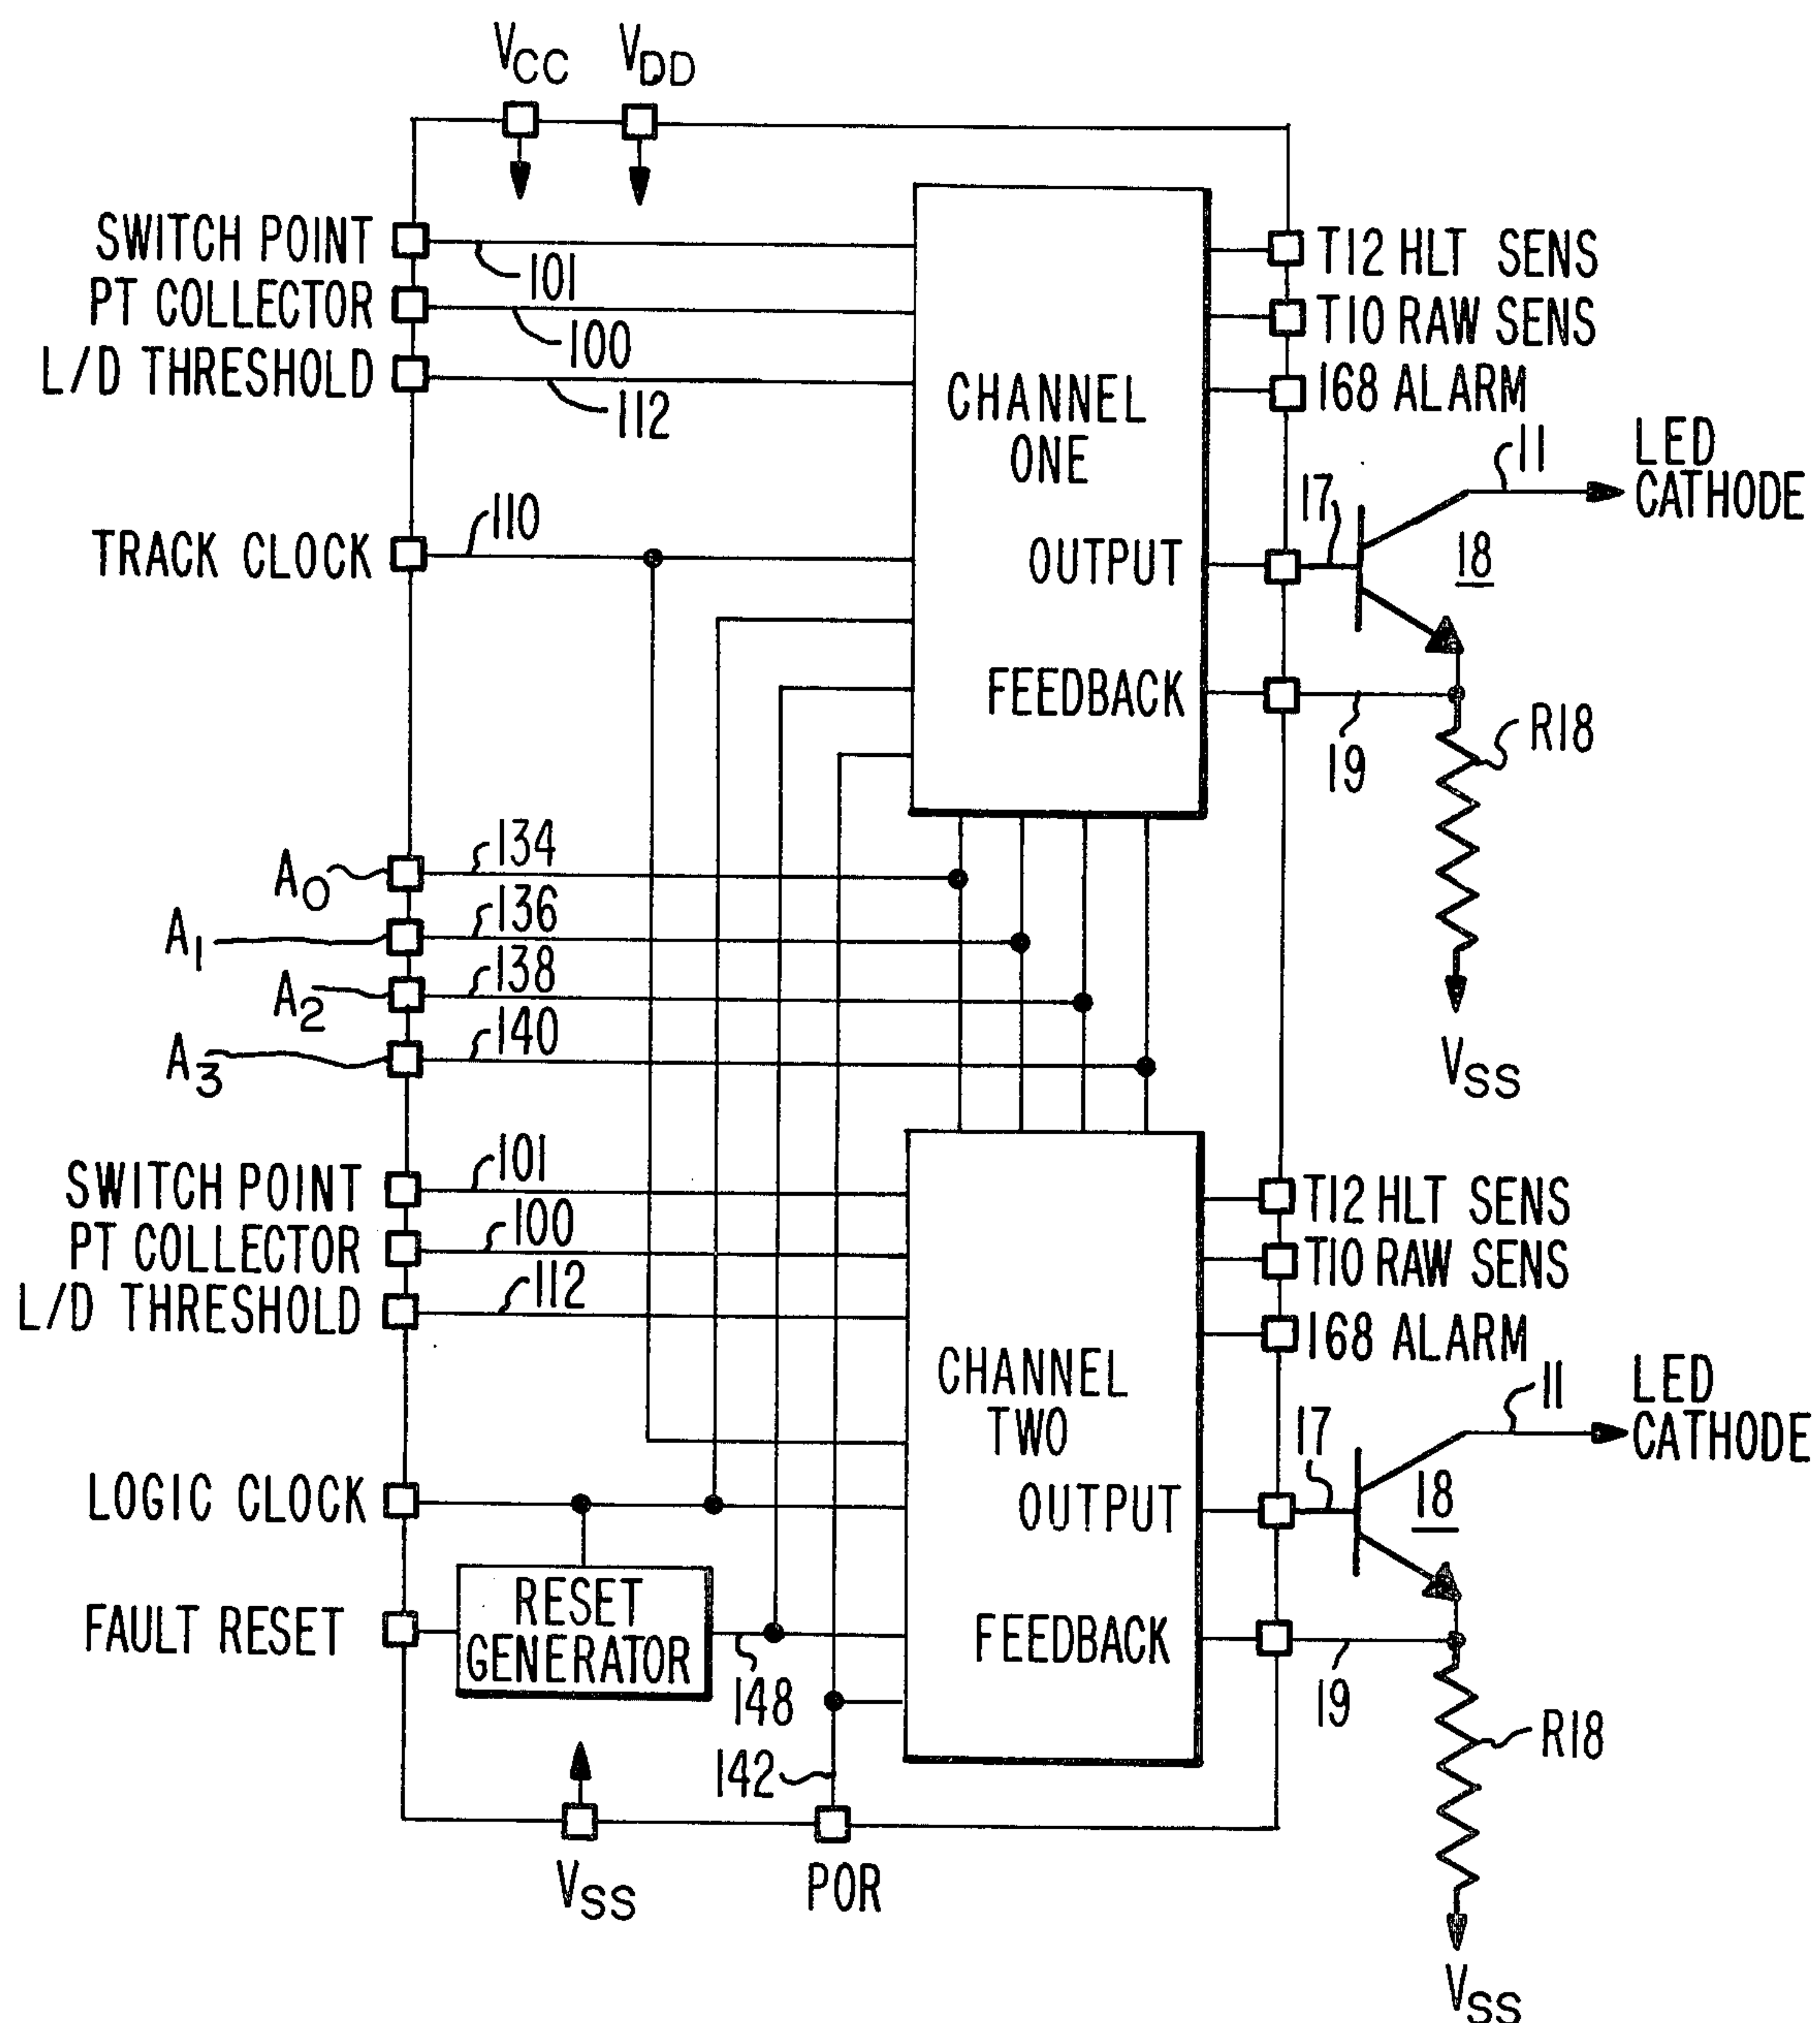 VCC VDD
SWITCH POINT
101
PT COLLECTOR
100
L/D THRESHOLD
112
CHANNEL
ONE
T12 HLT SENS
T10 RAW SENS
168 ALARM
TRACK CLOCK
110
OUTPUT
17
11
LED
CATHODE
18
FEEDBACK
19
R18
VSS
A0
134
A1
136
A2
138
A3
140
SWITCH POINT
101
PT COLLECTOR
100
L/D THRESHOLD
112
CHANNEL
TWO
T12 HLT SENS
T10 RAW SENS
168 ALARM
LOGIC CLOCK
OUTPUT
17
11
LED
CATHODE
18
FAULT RESET
RESET
GENERATOR
148
FEEDBACK
19
R18
142
VSS
POR
VSS